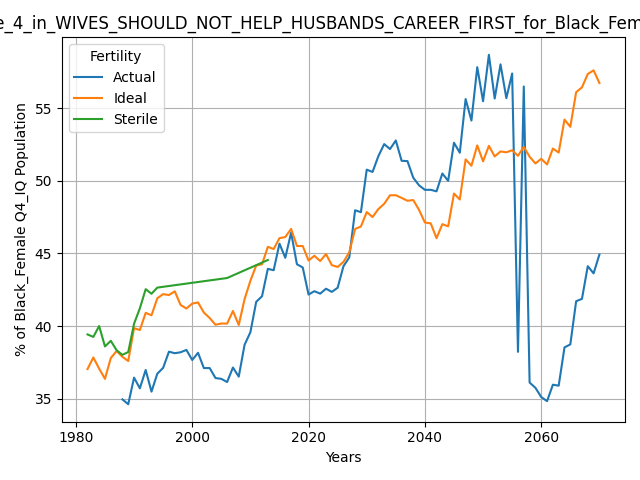 e_4_in_WIVES_SHOULD_NOT_HELP_HUSBANDS_CAREER_FIRST_for_Black_Fem
Fertility
Actual
Ideal
Sterile
% of Black_Female Q4_IQ Population
55
50
45
40
35
1980
2000
2020
2040
2060
Years